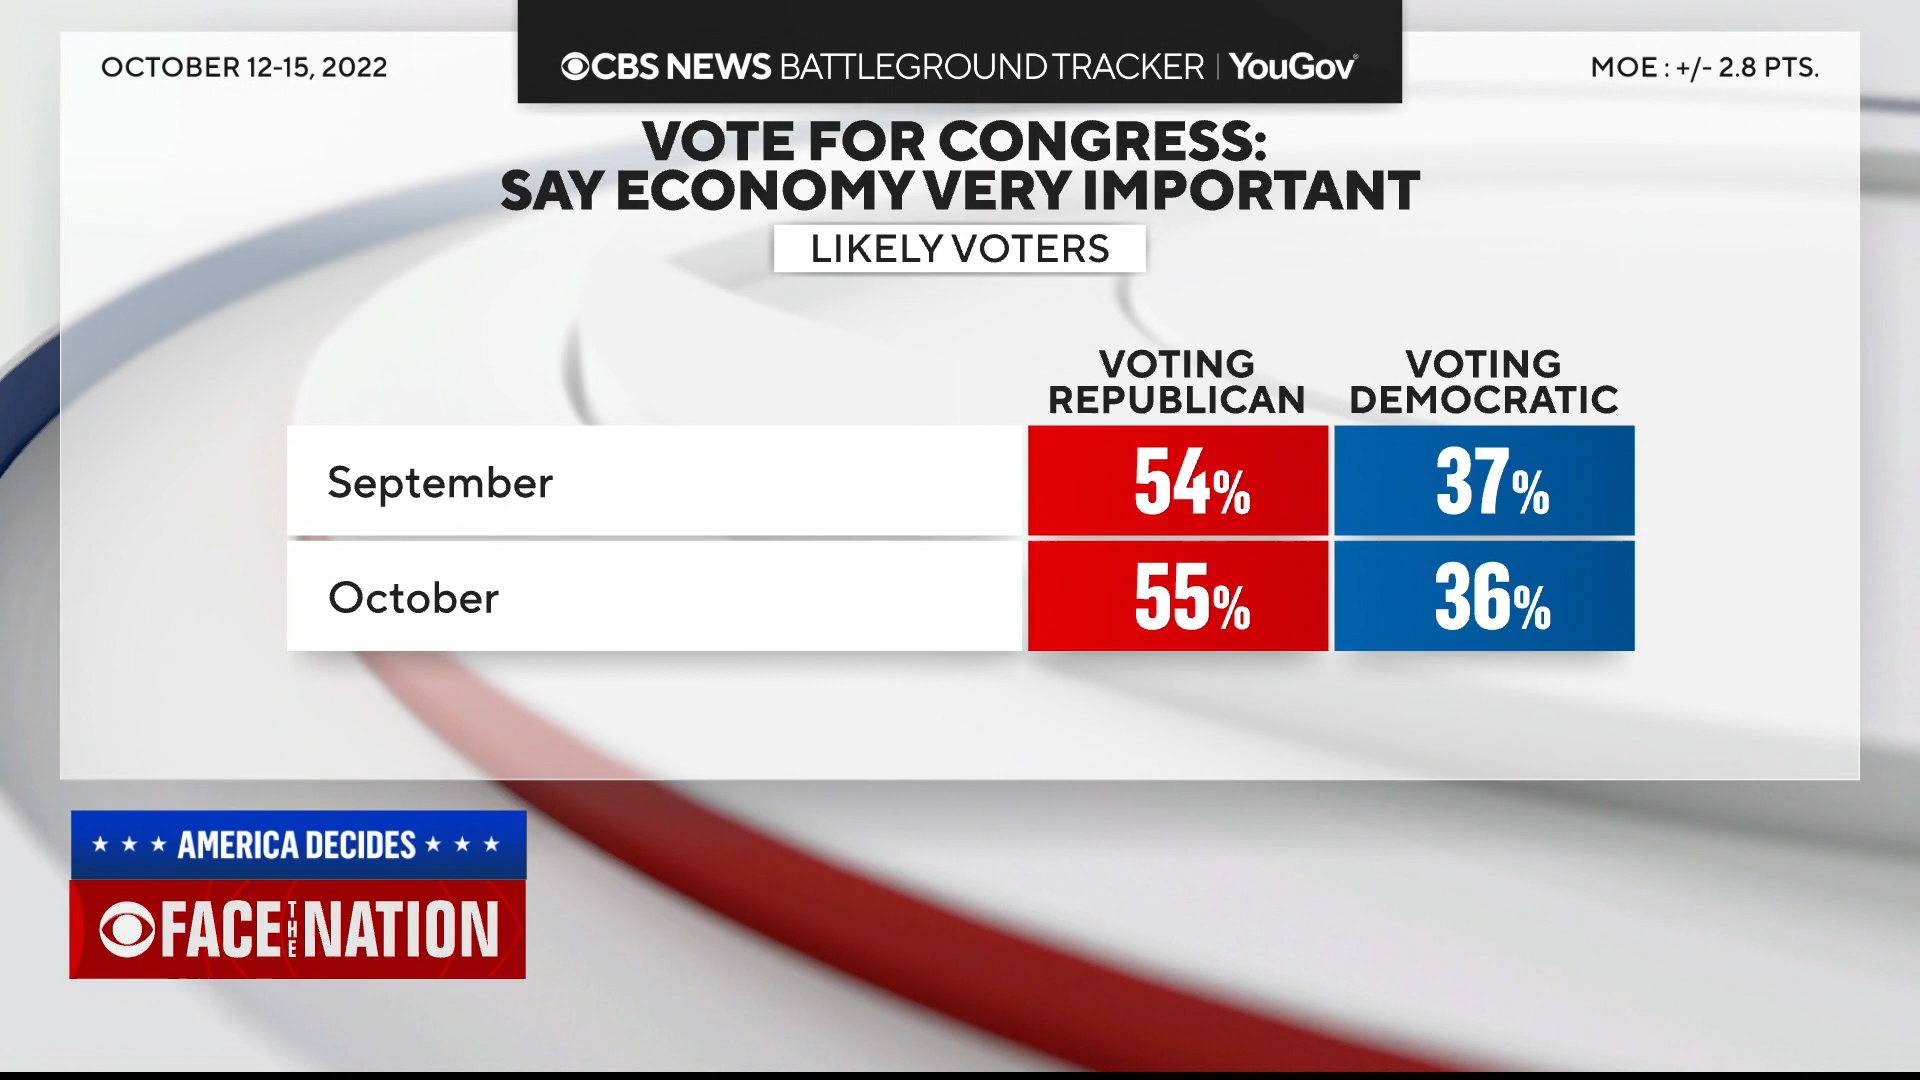 OCTOBER 12-15, 2022
CBS NEWS BATTLEGROUND TRACKER | YouGov®
MOE : +/- 2.8 PTS.
VOTE FOR CONGRESS:
SAY ECONOMY VERY IMPORTANT
LIKELY VOTERS
VOTING REPUBLICAN
VOTING DEMOCRATIC
September 54% 37%
October 55% 36%
AMERICA DECIDES
FACE THE NATION